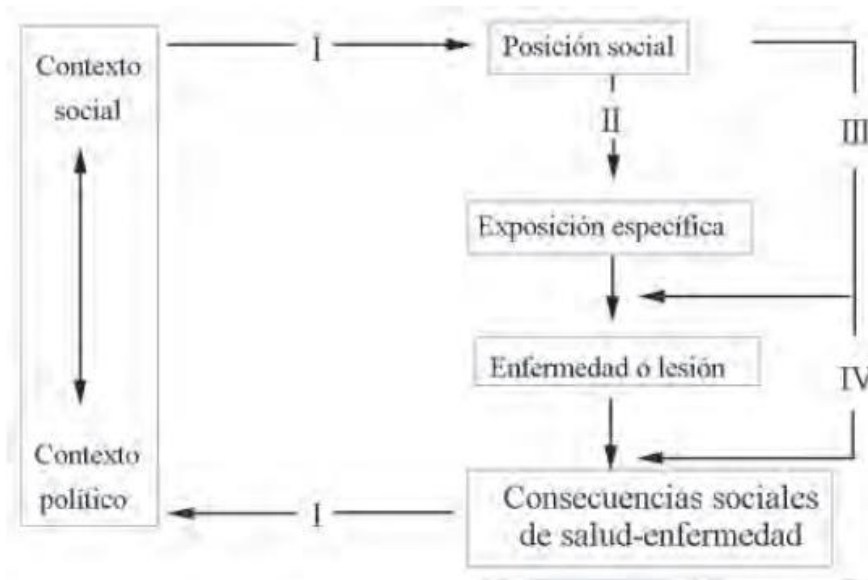 Contexto
social
Contexto
político
I
Posición social
II
III
Exposición específica
Enfermedad o lesión
IV
Consecuencias sociales
de salud-enfermedad
I